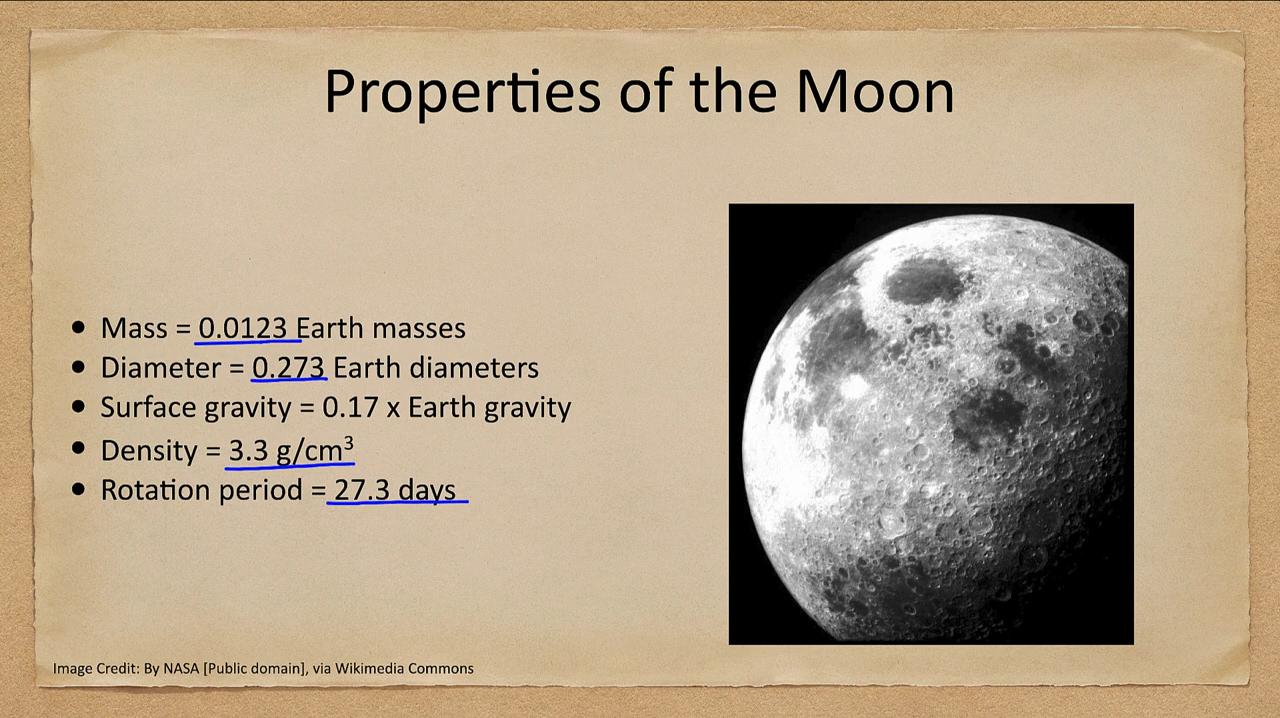 Properties of the Moon
• Mass = 0.0123 Earth masses
• Diameter = 0.273 Earth diameters
• Surface gravity = 0.17 x Earth gravity
• Density = 3.3 g/cm³
• Rotation period = 27.3 days
Image Credit: By NASA [Public domain], via Wikimedia Commons